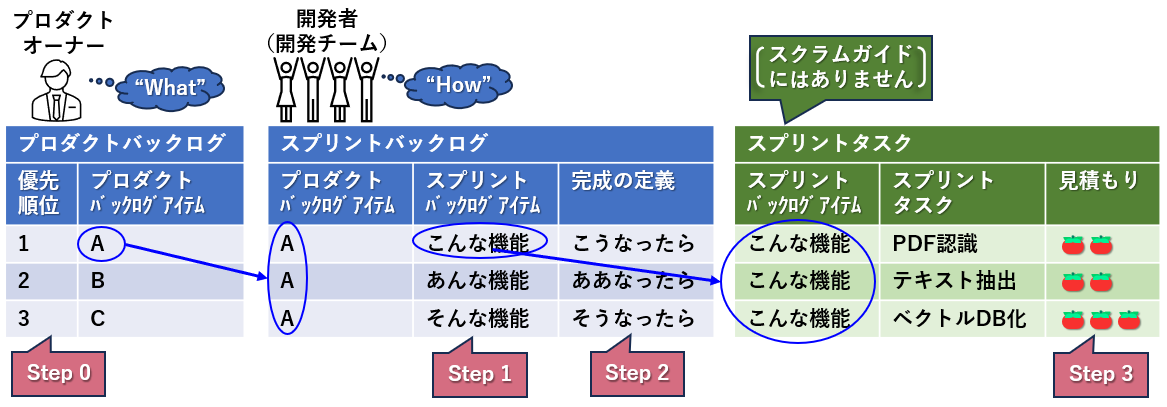 プロダクト
オーナー
“What”
開発者
（開発チーム）
“How”
スクラムガイド
にはありません
プロダクトバックログ
優先
順位
プロダクト
ﾊﾞｯｸﾛｸﾞｱｲﾃﾑ
1 A
2 B
3 C
Step 0
スプリントバックログ
プロダクト
ﾊﾞｯｸﾛｸﾞｱｲﾃﾑ
スプリント
ﾊﾞｯｸﾛｸﾞｱｲﾃﾑ
完成の定義
A こんな機能 こうなったら
A あんな機能 ああなったら
A そんな機能 そうなったら
Step 1
Step 2
スプリントタスク
スプリント
ﾊﾞｯｸﾛｸﾞｱｲﾃﾑ
スプリント
タスク
見積もり
こんな機能 PDF認識
こんな機能 テキスト抽出
こんな機能 ベクトルDB化
Step 3